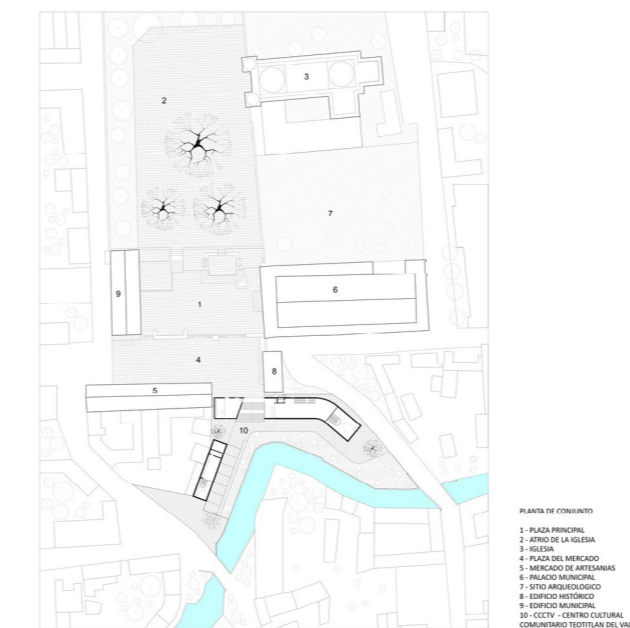 2
3
7
9
1
6
4
8
5
10
PLANTA DE CONJUNTO
1 - PLAZA PRINCIPAL
2 - ATRIO DE LA IGLESIA
3 - IGLESIA
4 - PLAZA DEL MERCADO
5 - MERCADO DE ARTESANIAS
6 - PALACIO MUNICIPAL
7 - SITIO ARQUEOLOGICO
8 - EDIFICIO HISTÓRICO
9 - EDIFICIO MUNICIPAL
10 - CCCTV - CENTRO CULTURAL
COMUNITARIO TEOTITLAN DEL VAL